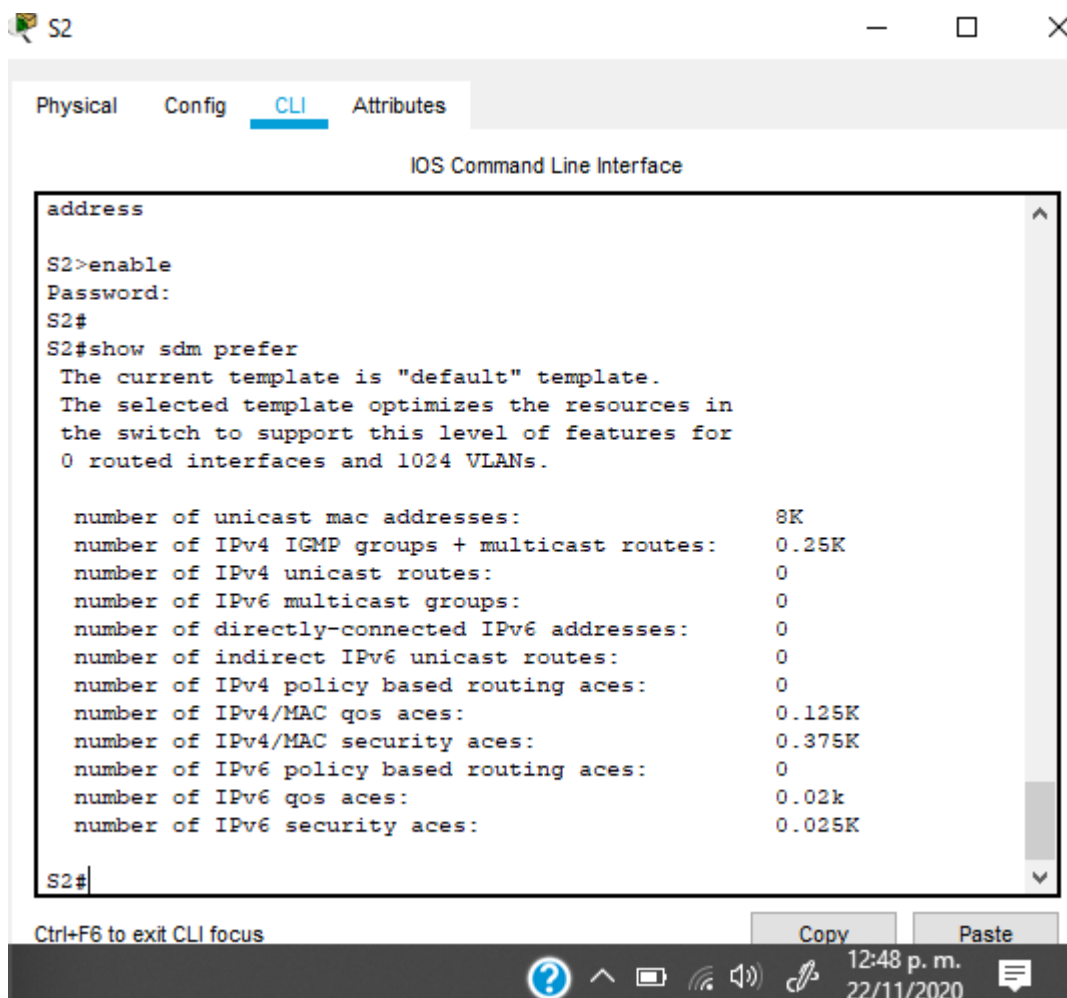 S2
Physical Config CLI Attributes
IOS Command Line Interface
address
S2>enable
Password:
S2#
S2#show sdm prefer
The current template is "default" template.
The selected template optimizes the resources in
the switch to support this level of features for
0 routed interfaces and 1024 VLANs.
number of unicast mac addresses: 8K
number of IPv4 IGMP groups + multicast routes: 0.25K
number of IPv4 unicast routes: 0
number of IPv6 multicast groups: 0
number of directly-connected IPv6 addresses: 0
number of indirect IPv6 unicast routes: 0
number of IPv4 policy based routing aces: 0
number of IPv4/MAC qos aces: 0.125K
number of IPv4/MAC security aces: 0.375K
number of IPv6 policy based routing aces: 0
number of IPv6 qos aces: 0.02k
number of IPv6 security aces: 0.025K
S2#
Ctrl+F6 to exit CLI focus Copy Paste
12:48 p. m.
22/11/2020